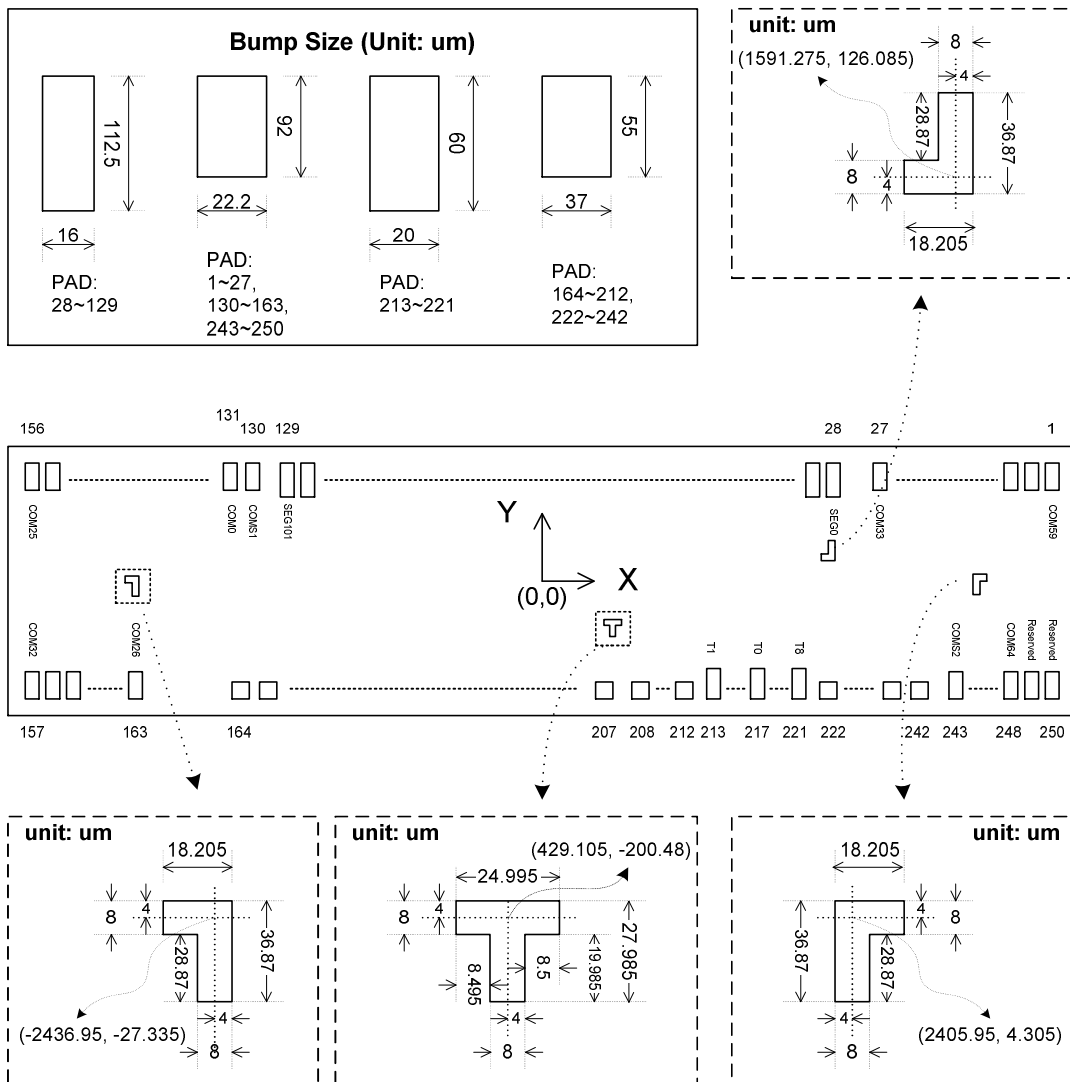 Bump Size (Unit: um)
112.5
16
PAD:
28~129
92
22.2
PAD:
1~27,
130~163,
243~250
60
20
PAD:
213~221
55
37
PAD:
164~212,
222~242
unit: um
(1591.275, 126.085)
8
4
28.87
36.87
8
4
18.205
156
131
130
129
28
27
1
COM25
COM0
COMS1
SEG101
SEG0
COM33
COM59
Y
X
(0,0)
COM32
COM26
T1
T0
T8
COMS2
COM64
Reserved
Reserved
157
163
164
207
208
212
213
217
221
222
242
243
248
250
unit: um
18.205
8
4
28.87
36.87
4
8
(-2436.95, -27.335)
unit: um
(429.105, -200.48)
24.995
8
4
8.495
8.5
19.985
27.985
4
8
unit: um
18.205
36.87
4
8
28.87
4
8
(2405.95, 4.305)